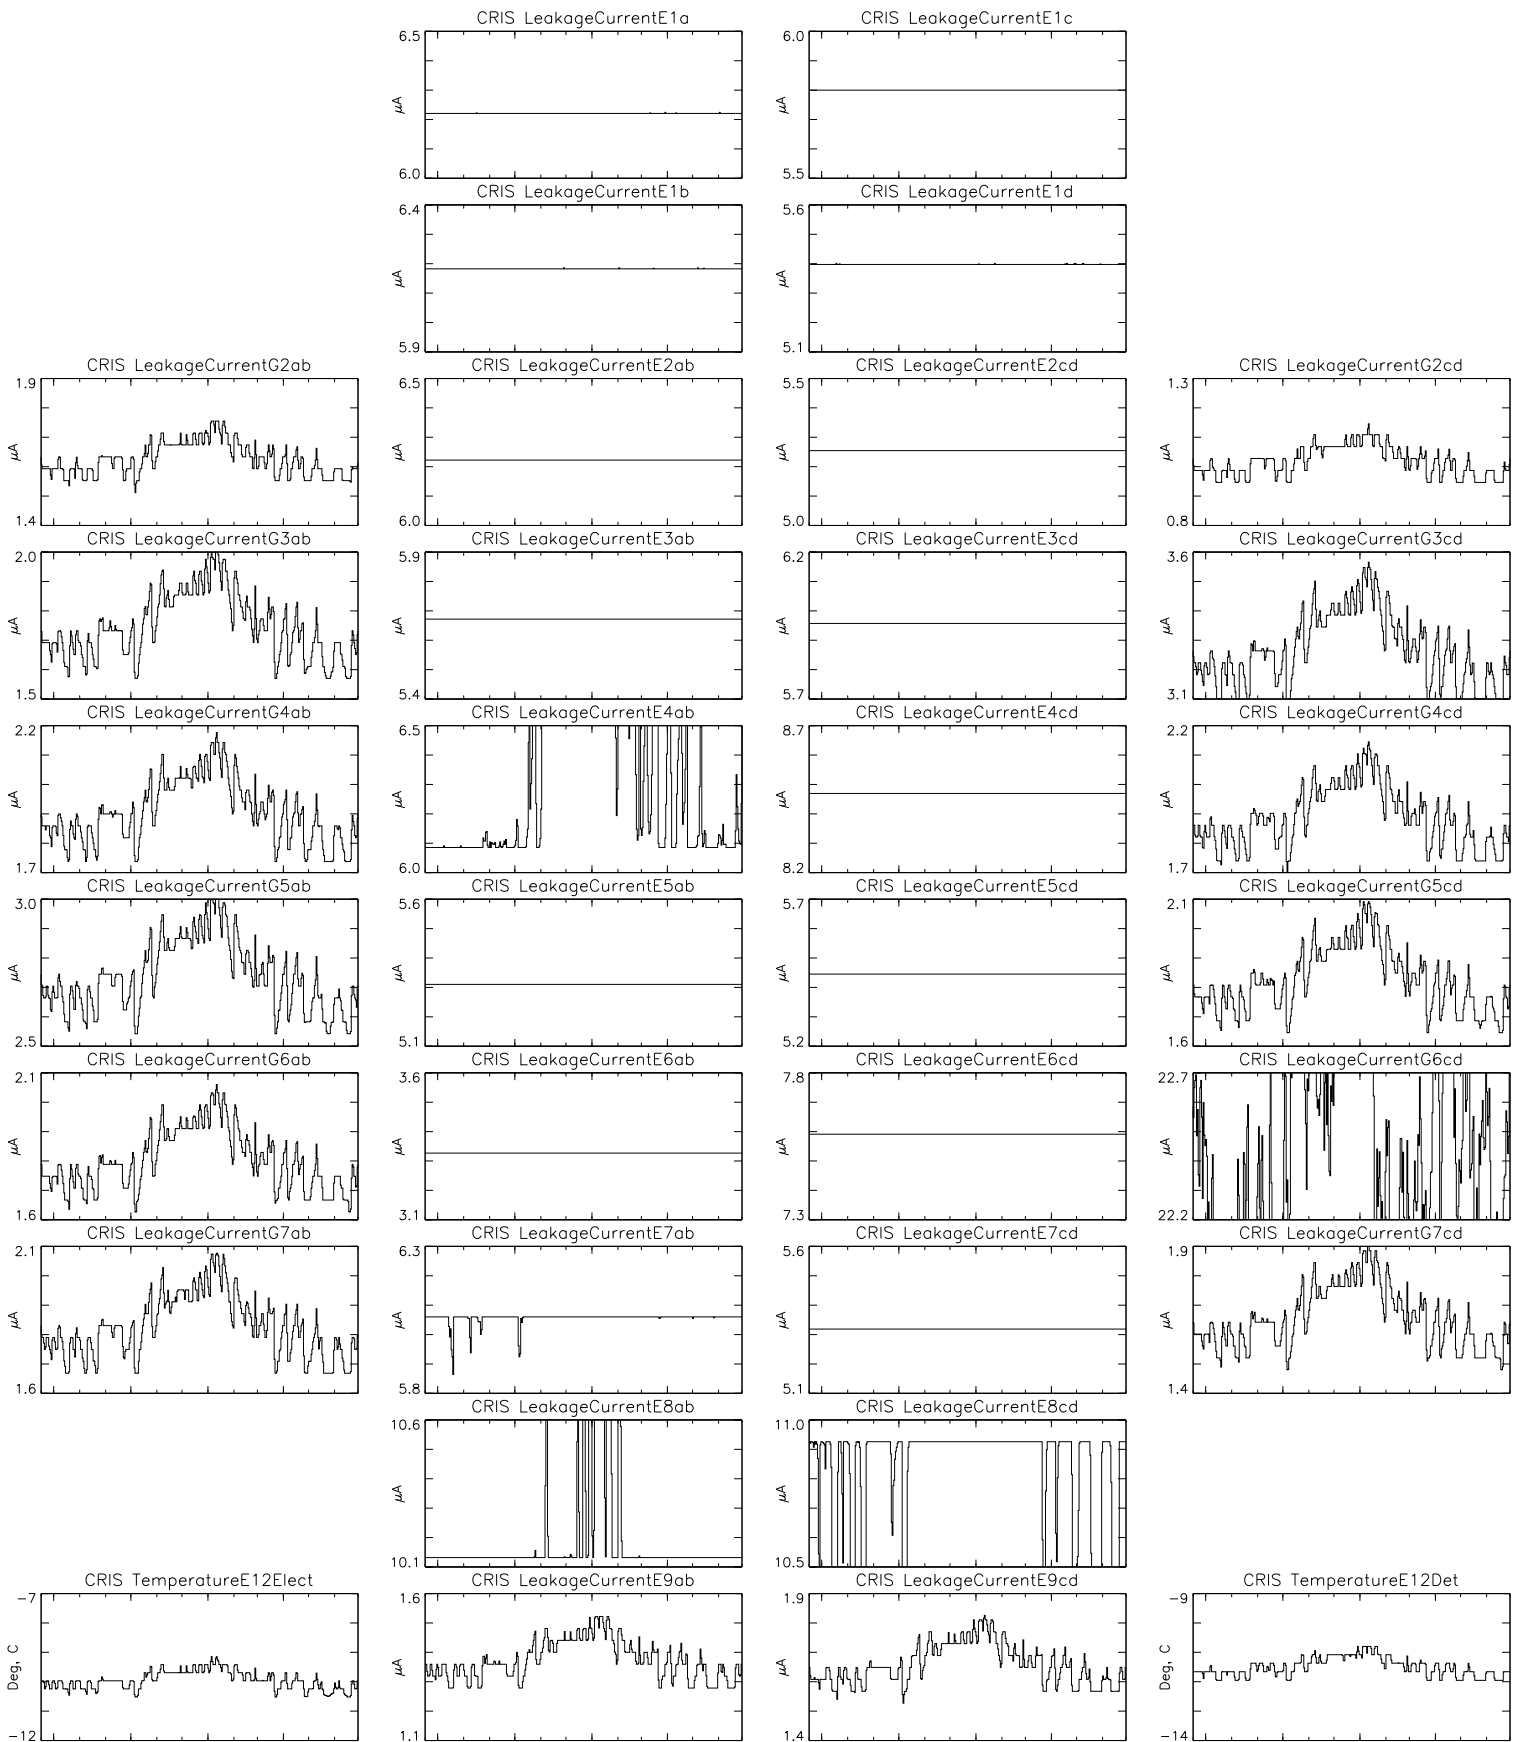 CRIS LeakageCurrentE1a
6.5
μA
6.0
CRIS LeakageCurrentE1c
6.0
μA
5.5
CRIS LeakageCurrentE1b
6.4
μA
5.9
CRIS LeakageCurrentE1d
5.6
μA
5.1
CRIS LeakageCurrentG2ab
1.9
μA
1.4
CRIS LeakageCurrentE2ab
6.5
μA
6.0
CRIS LeakageCurrentE2cd
5.5
μA
5.0
CRIS LeakageCurrentG2cd
1.3
μA
0.8
CRIS LeakageCurrentG3ab
2.0
μA
1.5
CRIS LeakageCurrentE3ab
5.9
μA
5.4
CRIS LeakageCurrentE3cd
6.2
μA
5.7
CRIS LeakageCurrentG3cd
3.6
μA
3.1
CRIS LeakageCurrentG4ab
2.2
μA
1.7
CRIS LeakageCurrentE4ab
6.5
μA
6.0
CRIS LeakageCurrentE4cd
8.7
μA
8.2
CRIS LeakageCurrentG4cd
2.2
μA
1.7
CRIS LeakageCurrentG5ab
3.0
μA
2.5
CRIS LeakageCurrentE5ab
5.6
μA
5.1
CRIS LeakageCurrentE5cd
5.7
μA
5.2
CRIS LeakageCurrentG5cd
2.1
μA
1.6
CRIS LeakageCurrentG6ab
2.1
μA
1.6
CRIS LeakageCurrentE6ab
3.6
μA
3.1
CRIS LeakageCurrentE6cd
7.8
μA
7.3
CRIS LeakageCurrentG6cd
22.7
μA
22.2
CRIS LeakageCurrentG7ab
2.1
μA
1.6
CRIS LeakageCurrentE7ab
6.3
μA
5.8
CRIS LeakageCurrentE7cd
5.6
μA
5.1
CRIS LeakageCurrentG7cd
1.9
μA
1.4
CRIS LeakageCurrentE8ab
10.6
μA
10.1
CRIS LeakageCurrentE8cd
11.0
μA
10.5
CRIS TemperatureE12Elect
-7
Deg, C
-12
CRIS LeakageCurrentE9ab
1.6
μA
1.1
CRIS LeakageCurrentE9cd
1.9
μA
1.4
CRIS TemperatureE12Det
-9
Deg, C
-14